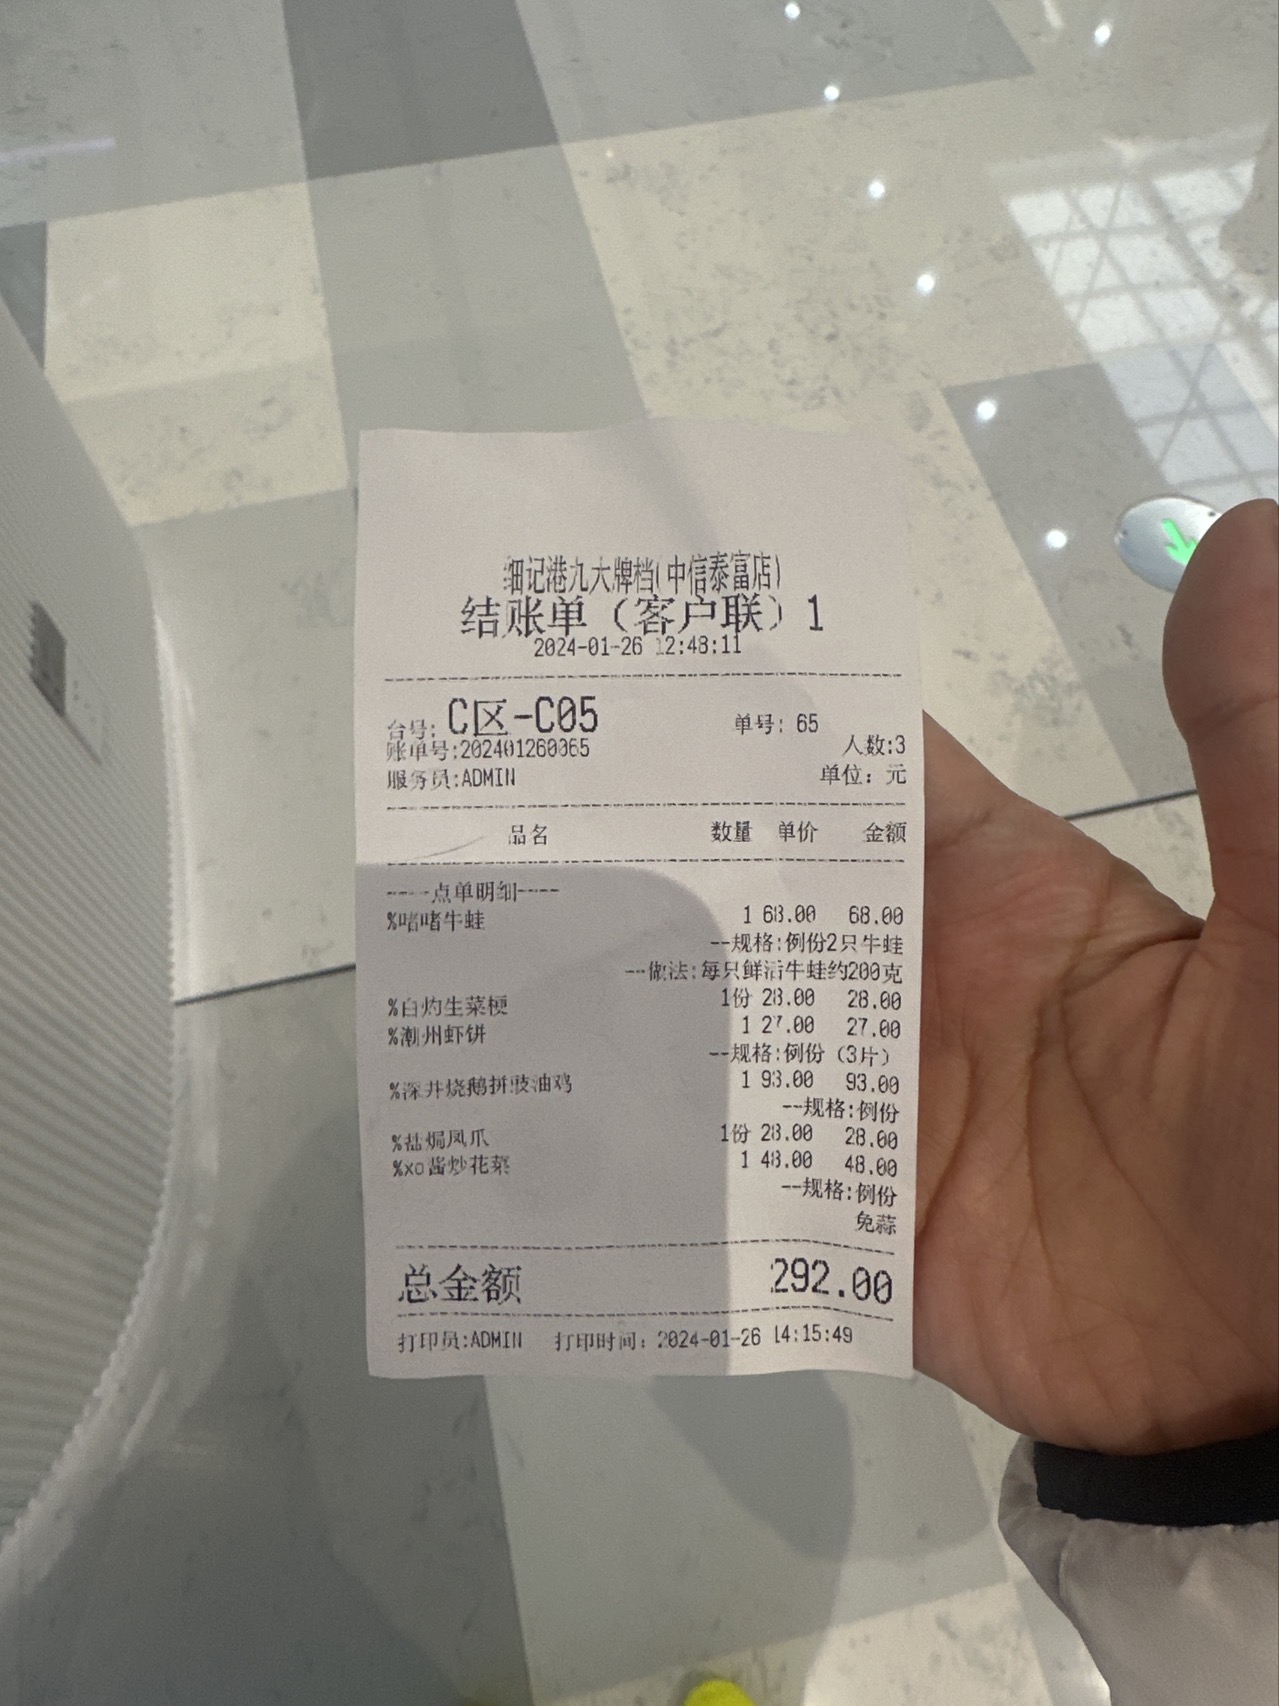 细记港九大牌档(中信泰富店)
结账单（客户联）1
2024-01-26 12:48:11
台号: C区-C05 单号: 65
账单号:202401260065 人数:3
服务员:ADMIN 单位: 元
品名 数量 单价 金额
----点单明细----
%啫啫牛蛙 1 68.00 68.00
--规格:例份2只牛蛙
--做法:每只鲜活牛蛙约200克
%白灼生菜梗 1份 28.00 28.00
%潮州虾饼 1 27.00 27.00
--规格:例份（3片）
%深井烧鹅拼豉油鸡 1 93.00 93.00
--规格:例份
%盐焗凤爪 1份 28.00 28.00
%xo酱炒花菜 1 48.00 48.00
--规格:例份
免蒜
总金额 292.00
打印员:ADMIN 打印时间: 2024-01-26 14:15:49